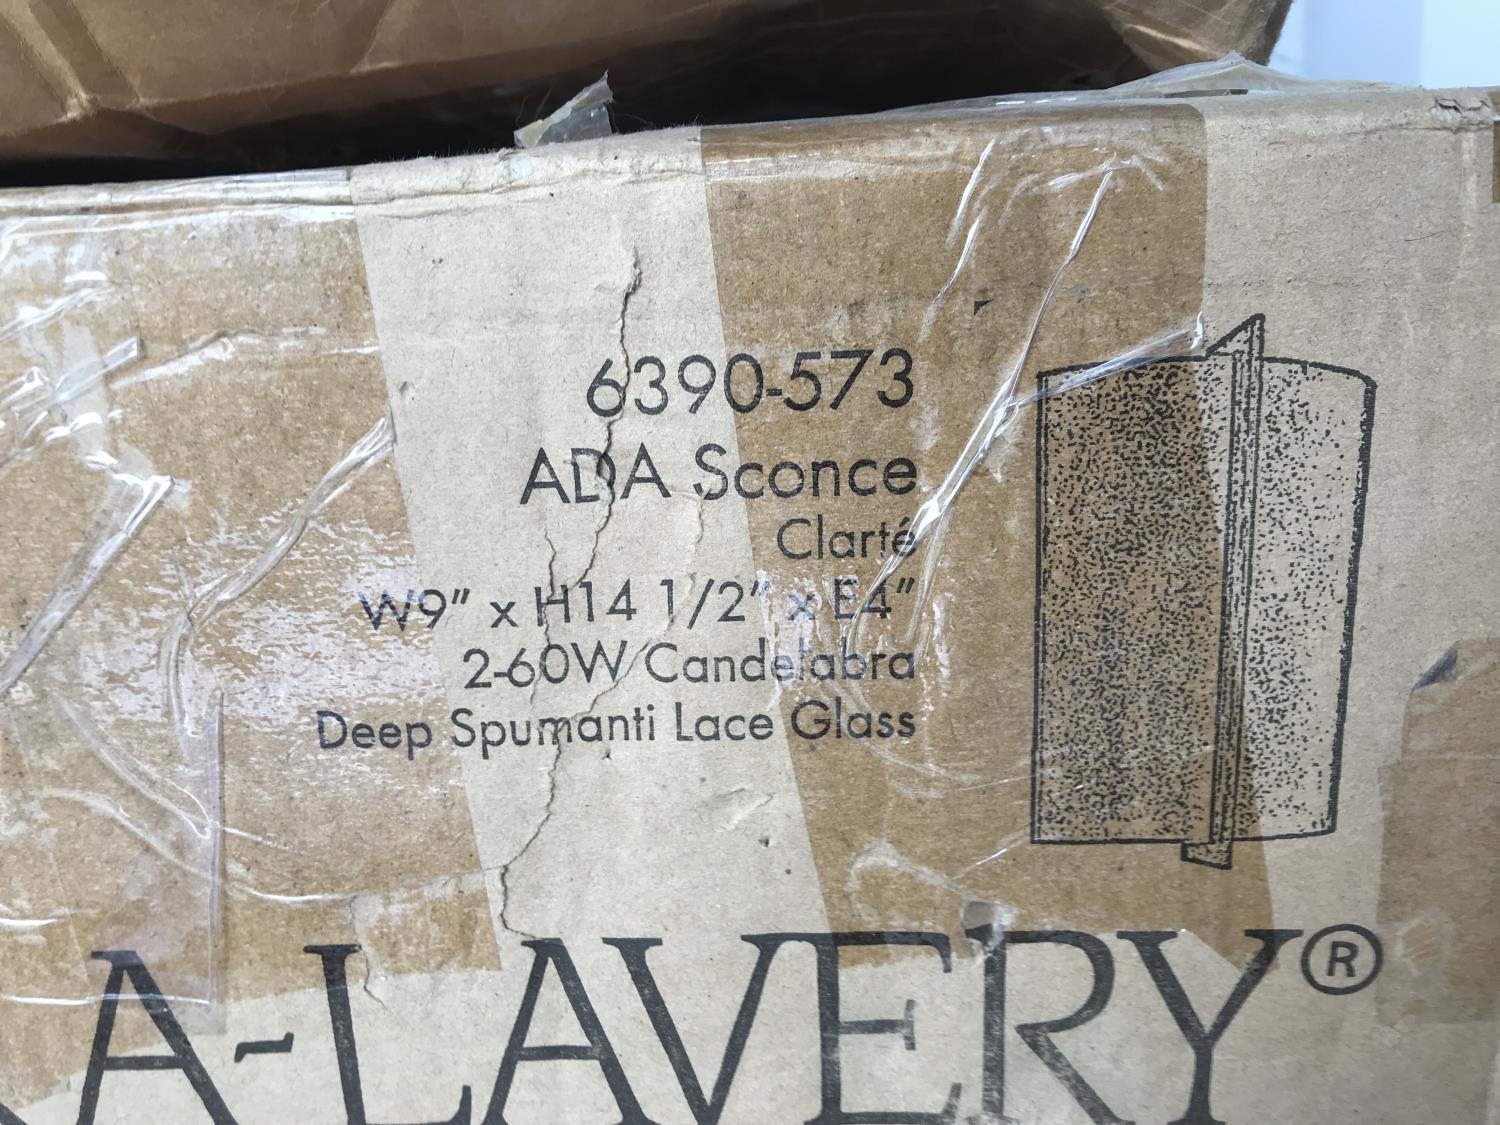 6390-573
ADA Sconce
Clarté
W9" x H14 1/2" x E4"
2-60W Candelabra
Deep Spumanti Lace Glass
A-LAVERY®